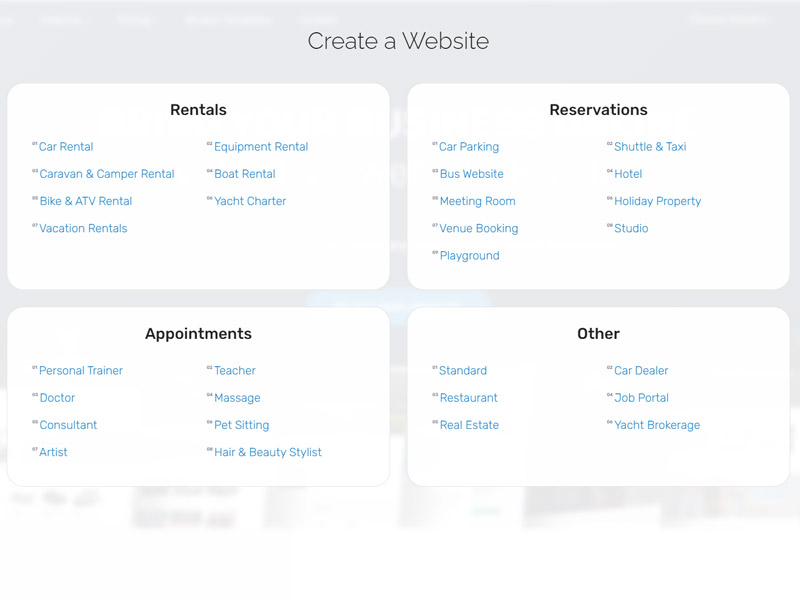 Create a Website
Rentals
01 Car Rental
02 Equipment Rental
03 Caravan & Camper Rental
04 Boat Rental
05 Bike & ATV Rental
06 Yacht Charter
07 Vacation Rentals
Reservations
01 Car Parking
02 Shuttle & Taxi
03 Bus Website
04 Hotel
05 Meeting Room
06 Holiday Property
07 Venue Booking
08 Studio
09 Playground
Appointments
01 Personal Trainer
02 Teacher
03 Doctor
04 Massage
05 Consultant
06 Pet Sitting
07 Artist
08 Hair & Beauty Stylist
Other
01 Standard
02 Car Dealer
03 Restaurant
04 Job Portal
05 Real Estate
06 Yacht Brokerage